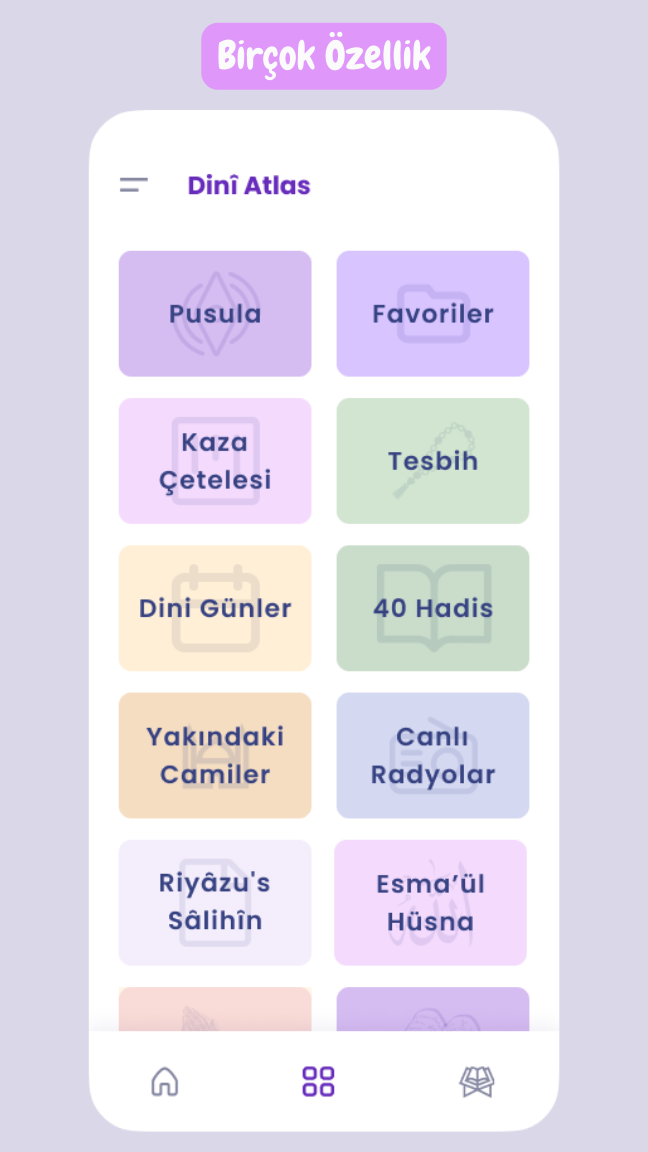 Birçok Özellik
Dinî Atlas
Pusula
Favoriler
Kaza
Çetelesi
Tesbih
Dini Günler
40 Hadis
Yakındaki
Camiler
Canlı
Radyolar
Riyâzu's
Sâlihîn
Esma’ül
Hüsna
الله